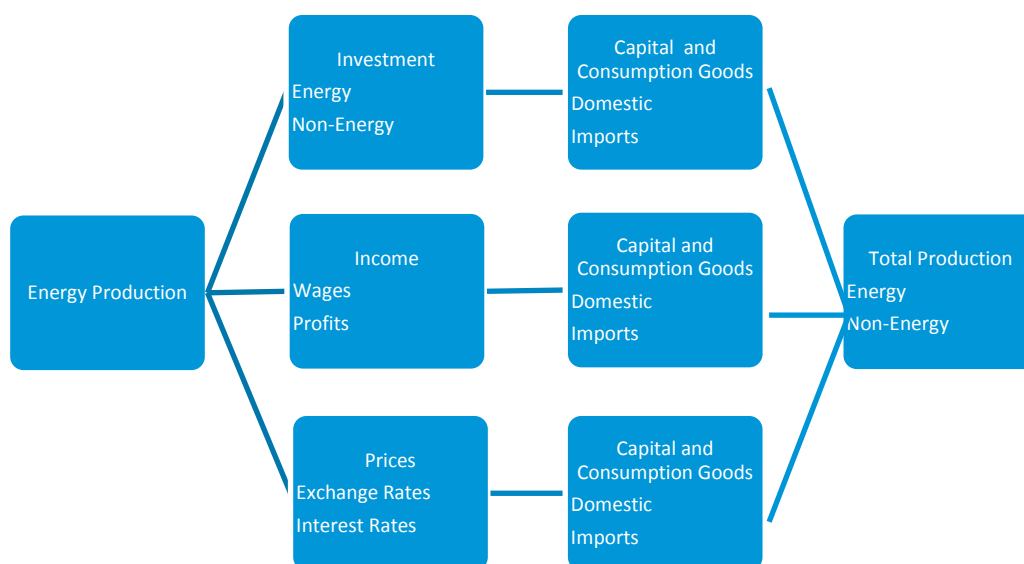 Energy Production
Investment
Energy
Non-Energy
Income
Wages
Profits
Prices
Exchange Rates
Interest Rates
Capital and
Consumption Goods
Domestic
Imports
Capital and
Consumption Goods
Domestic
Imports
Capital and
Consumption Goods
Domestic
Imports
Total Production
Energy
Non-Energy